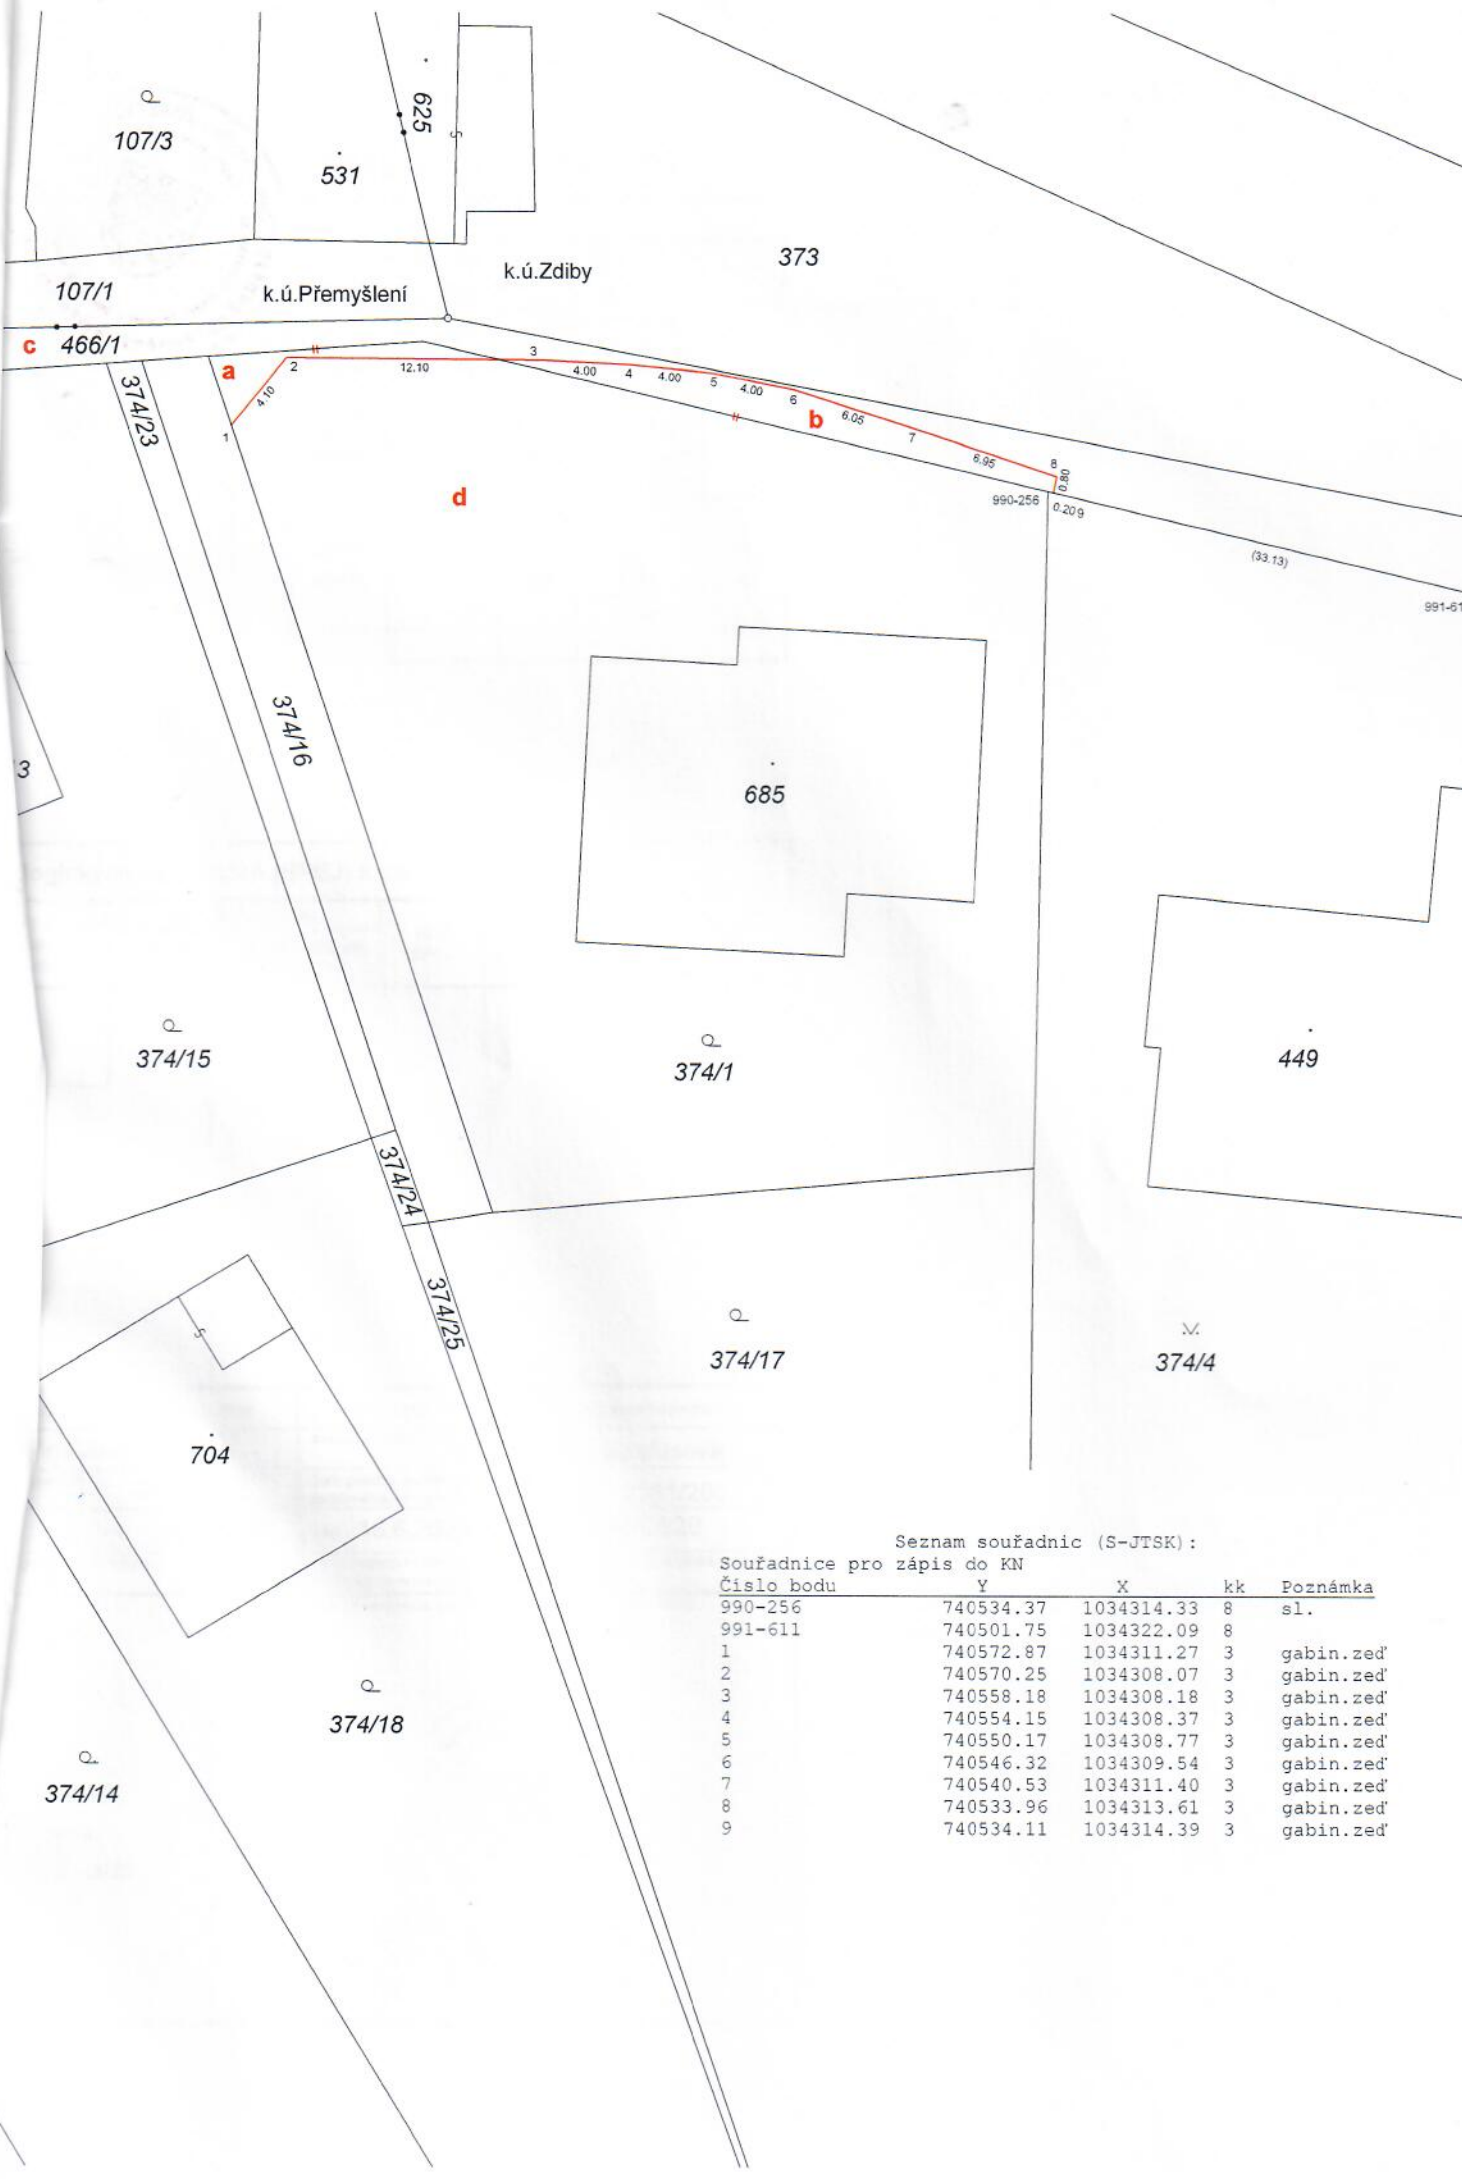 625
107/3
531
373
k.ú.Zdiby
107/1
k.ú.Přemyšlení
c
466/1
a
2
12.10
3
4.00
4
4.00
5
4.00
6
6.05
b
7
6.95
8
0.80
4.10
1
374/23
d
990-256
0.20
9
(33.13)
991-61
374/16
3
685
374/15
374/1
449
374/24
374/25
374/17
374/4
704
374/18
374/14
Seznam souřadnic (S-JTSK):
Souřadnice pro zápis do KN
Číslo bodu Y X kk Poznámka
990-256 740534.37 1034314.33 8 sl.
991-611 740501.75 1034322.09 8
1 740572.87 1034311.27 3 gabin.zeď
2 740570.25 1034308.07 3 gabin.zeď
3 740558.18 1034308.18 3 gabin.zeď
4 740554.15 1034308.37 3 gabin.zeď
5 740550.17 1034308.77 3 gabin.zeď
6 740546.32 1034309.54 3 gabin.zeď
7 740540.53 1034311.40 3 gabin.zeď
8 740533.96 1034313.61 3 gabin.zeď
9 740534.11 1034314.39 3 gabin.zeď